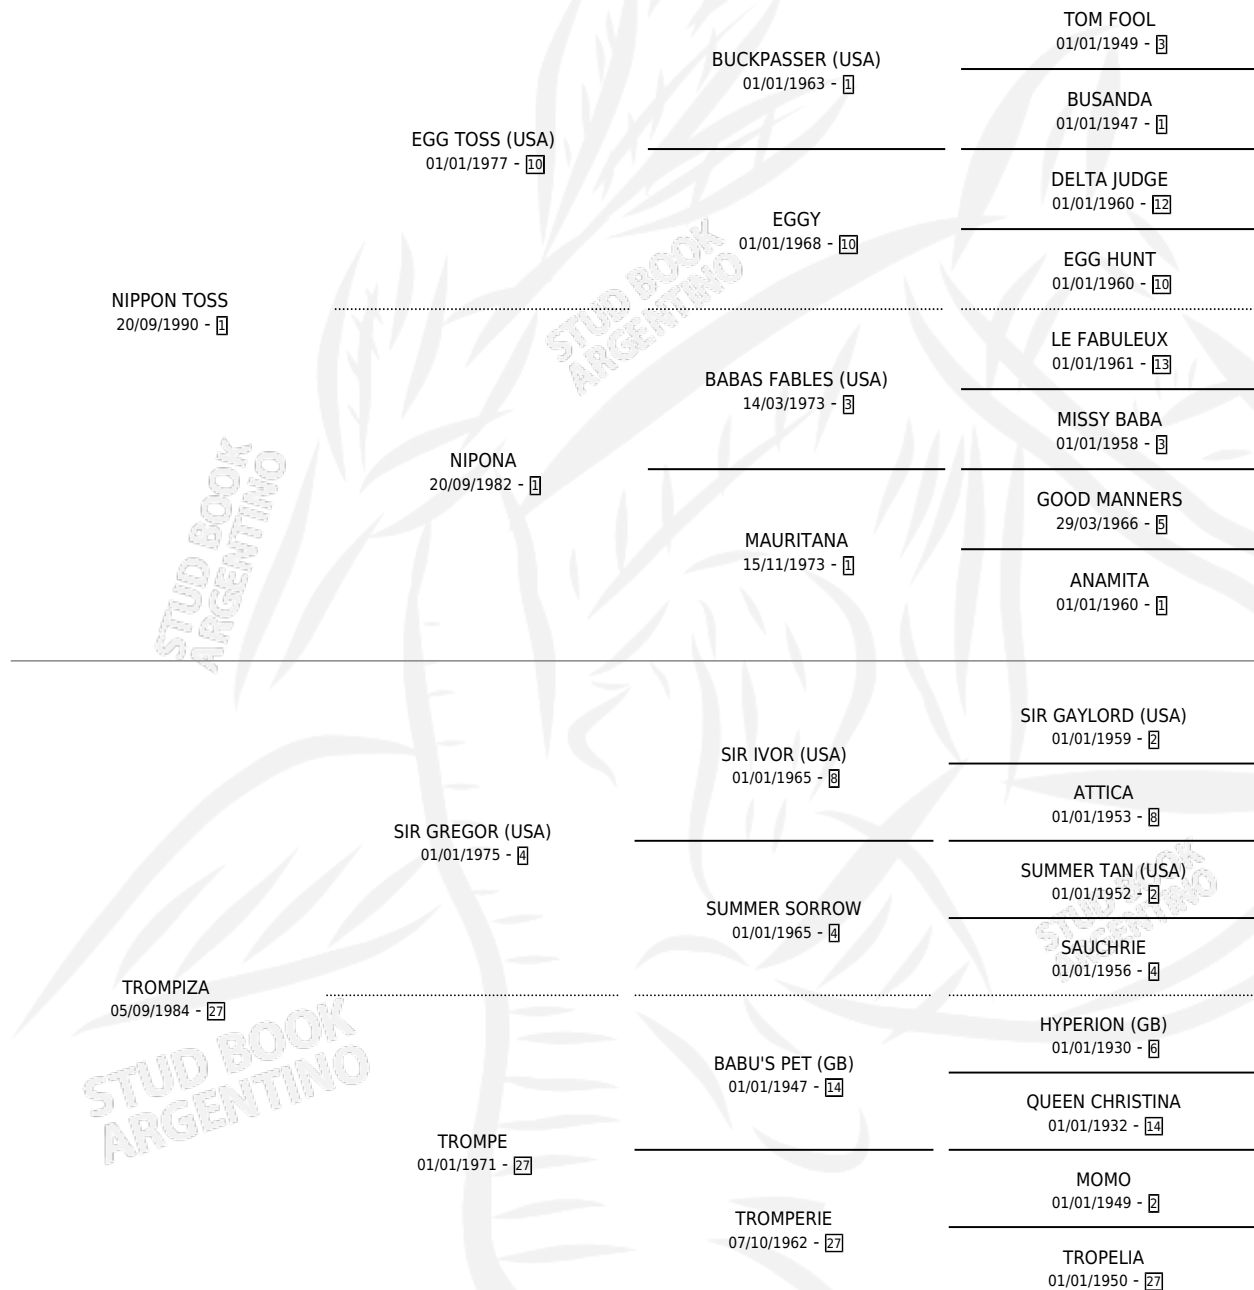 NIPPON TOSS
20/09/1990 - 1
EGG TOSS (USA)
01/01/1977 - 10
NIPONA
20/09/1982 - 1
BUCKPASSER (USA)
01/01/1963 - 1
EGGY
01/01/1968 - 10
BABAS FABLES (USA)
14/03/1973 - 3
MAURITANA
15/11/1973 - 1
TOM FOOL
01/01/1949 - 3
BUSANDA
01/01/1947 - 1
DELTA JUDGE
01/01/1960 - 12
EGG HUNT
01/01/1960 - 10
LE FABULEUX
01/01/1961 - 13
MISSY BABA
01/01/1958 - 3
GOOD MANNERS
29/03/1966 - 5
ANAMITA
01/01/1960 - 1
STUD BOOK
ARGENTINO
STUD BOOK
ARGENTINO
TROMPIZA
05/09/1984 - 27
SIR GREGOR (USA)
01/01/1975 - 4
TROMPE
01/01/1971 - 27
SIR IVOR (USA)
01/01/1965 - 8
SUMMER SORROW
01/01/1965 - 4
BABU'S PET (GB)
01/01/1947 - 14
TROMPERIE
07/10/1962 - 27
SIR GAYLORD (USA)
01/01/1959 - 2
ATTICA
01/01/1953 - 8
SUMMER TAN (USA)
01/01/1952 - 2
SAUCHRIE
01/01/1956 - 4
HYPERION (GB)
01/01/1930 - 6
QUEEN CHRISTINA
01/01/1932 - 14
MOMO
01/01/1949 - 2
TROPELIA
01/01/1950 - 27
STUD BOOK
ARGENTINO
STUD BOOK
ARGENTINO